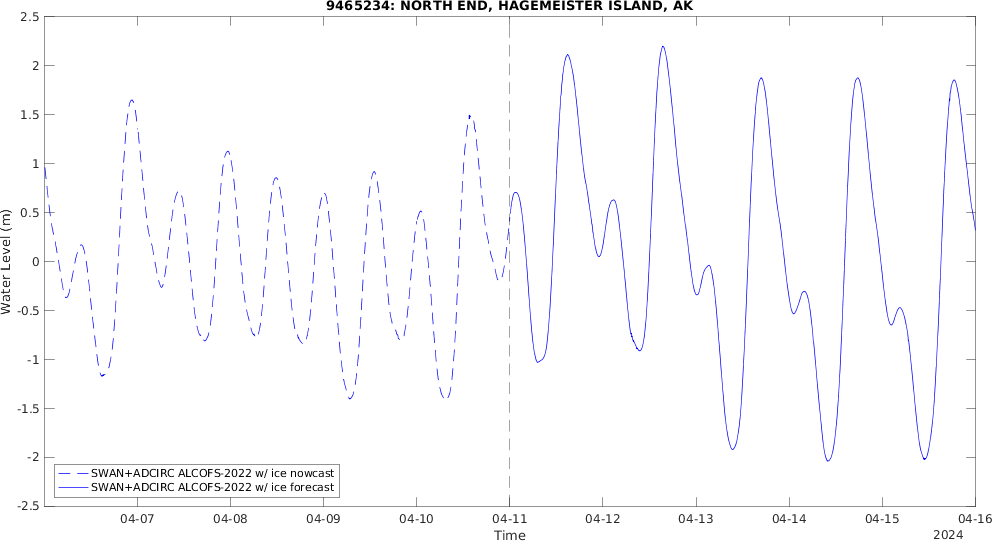 9465234: NORTH END, HAGEMEISTER ISLAND, AK
2.5
2
1.5
1
0.5
0
-0.5
-1
-1.5
-2
-2.5
Water Level (m)
SWAN+ADCIRC ALCOFS-2022 w/ ice nowcast
SWAN+ADCIRC ALCOFS-2022 w/ ice forecast
04-07 04-08 04-09 04-10 04-11 04-12 04-13 04-14 04-15 04-16
Time
2024